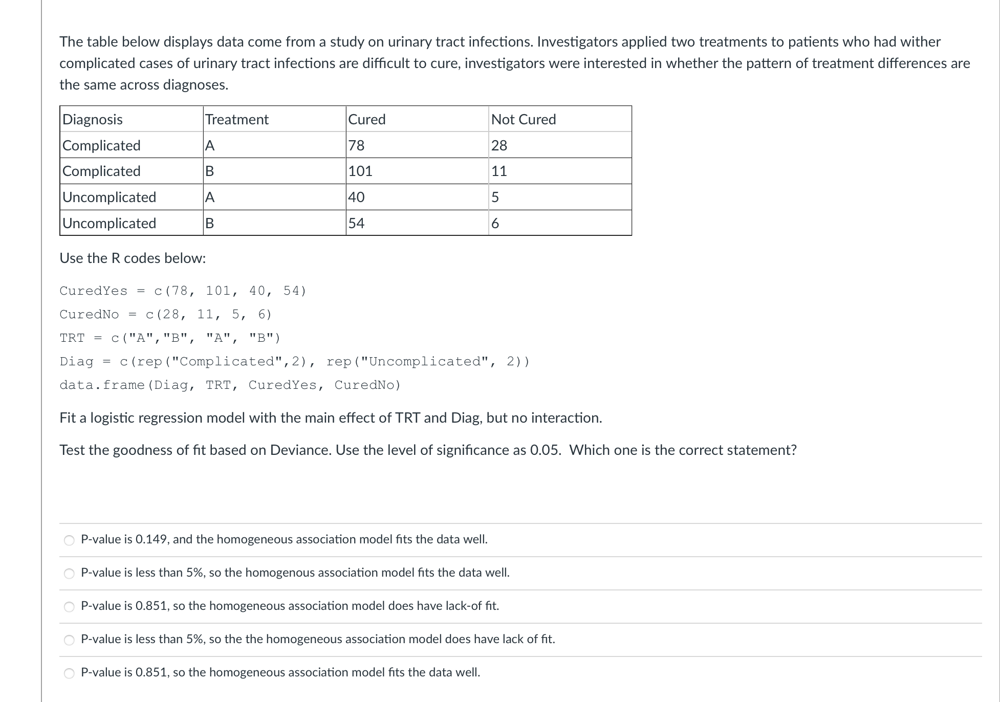 The table below displays data come from a study on urinary tract infections. Investigators applied two treatments to patients who had wither
complicated cases of urinary tract infections are difficult to cure, investigators were interested in whether the pattern of treatment differences are
the same across diagnoses.
Diagnosis Treatment Cured Not Cured
Complicated A 78 28
Complicated B 101 11
Uncomplicated A 40 5
Uncomplicated B 54 6
Use the R codes below:
CuredYes = c(78, 101, 40, 54)
CuredNo = c(28, 11, 5, 6)
TRT = c("A","B", "A", "B")
Diag = c(rep("Complicated",2), rep("Uncomplicated", 2))
data.frame(Diag, TRT, CuredYes, CuredNo)
Fit a logistic regression model with the main effect of TRT and Diag, but no interaction.
Test the goodness of fit based on Deviance. Use the level of significance as 0.05.  Which one is the correct statement?
P-value is 0.149, and the homogeneous association model fits the data well.
P-value is less than 5%, so the homogenous association model fits the data well.
P-value is 0.851, so the homogeneous association model does have lack-of fit.
P-value is less than 5%, so the the homogeneous association model does have lack of fit.
P-value is 0.851, so the homogeneous association model fits the data well.